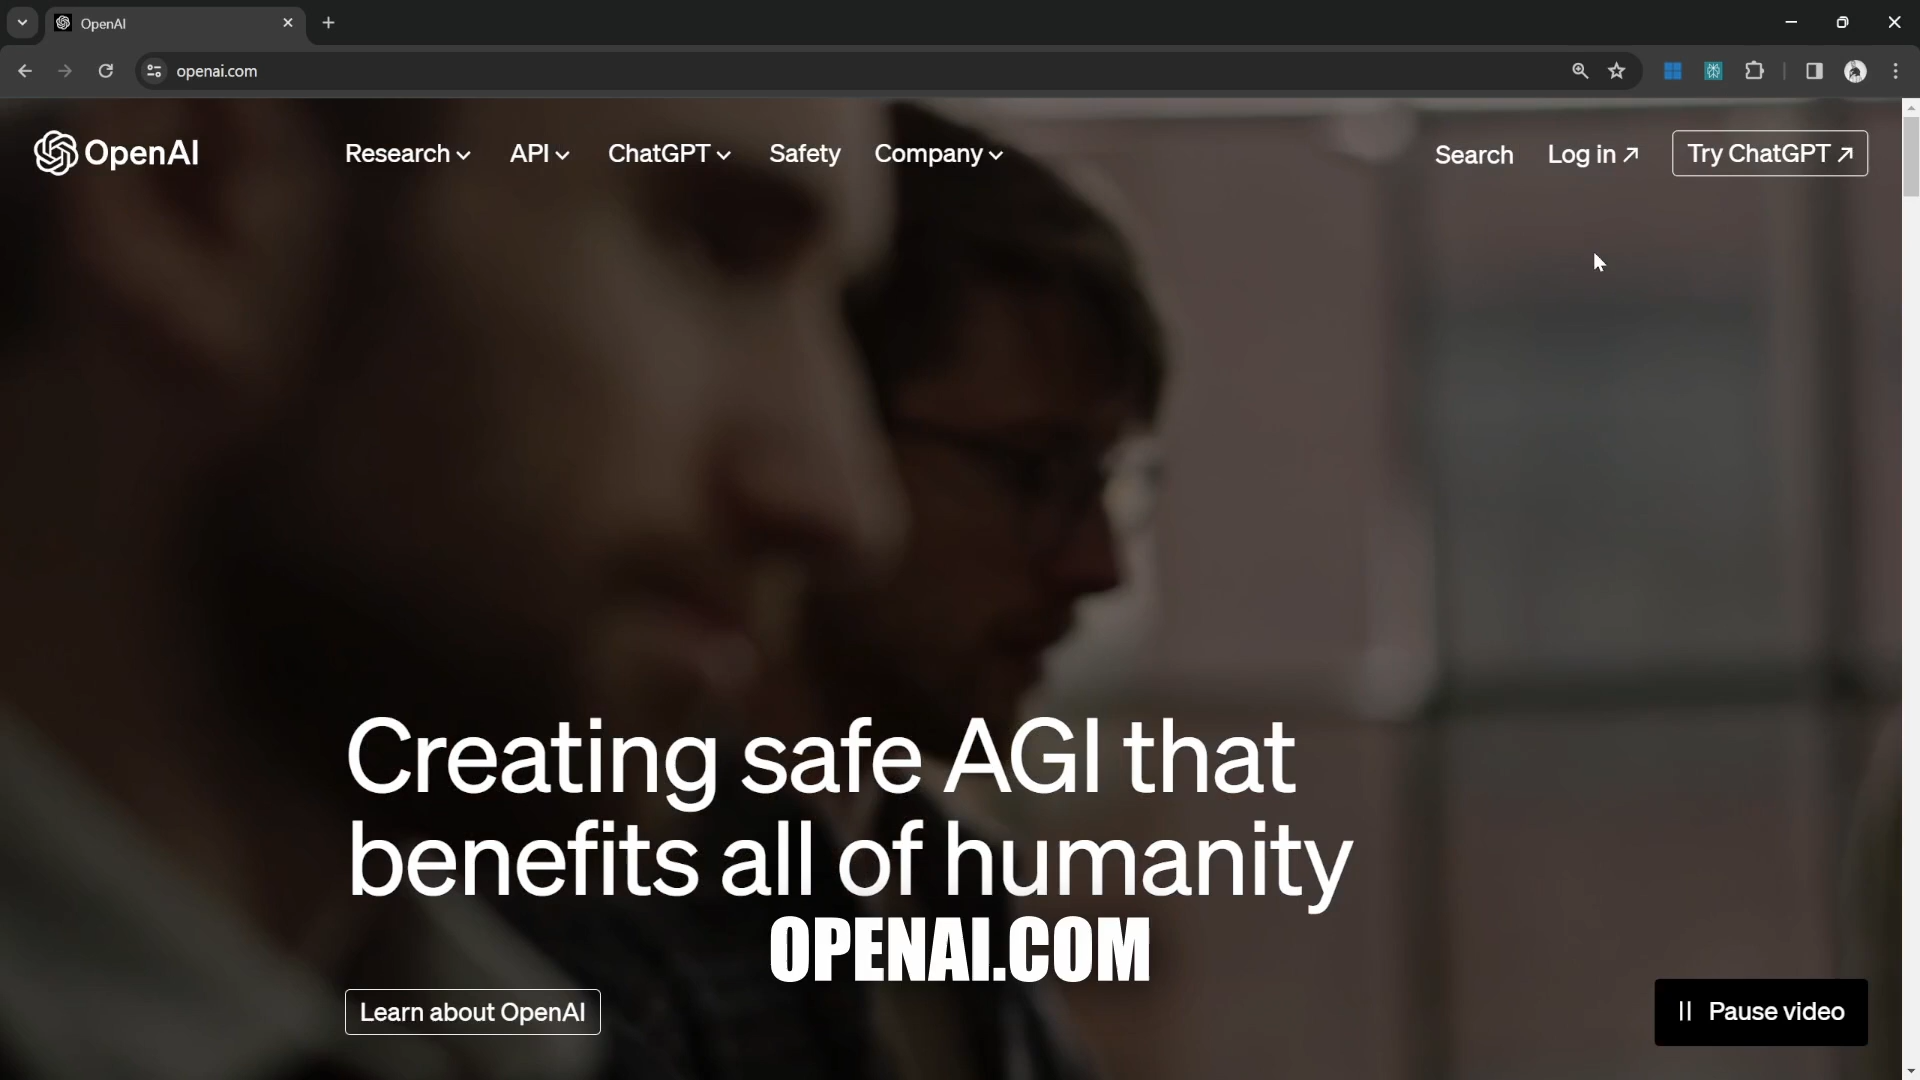 OpenAI
openai.com
OpenAI
Research
API
ChatGPT
Safety
Company
Search
Log in ↗
Try ChatGPT ↗
Creating safe AGI that
benefits all of humanity
OPENAI.COM
Learn about OpenAI
Pause video